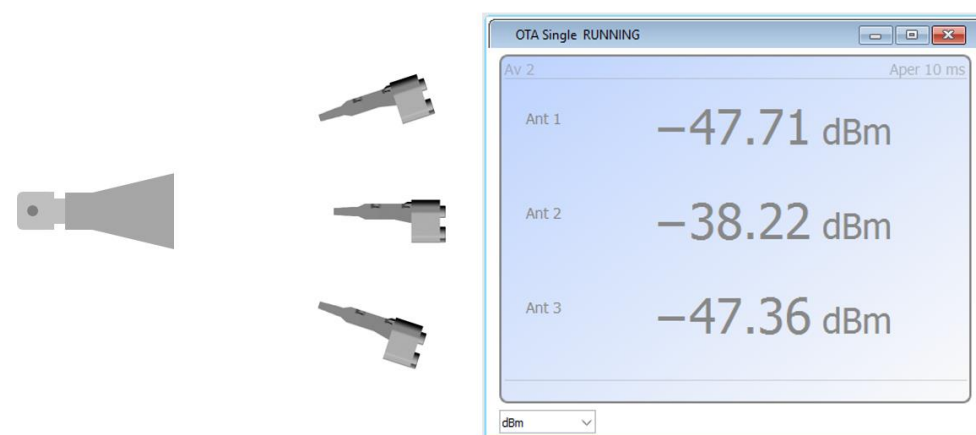 OTA Single RUNNING
Av 2 Aper 10 ms
Ant 1 −47.71 dBm
Ant 2 −38.22 dBm
Ant 3 −47.36 dBm
dBm